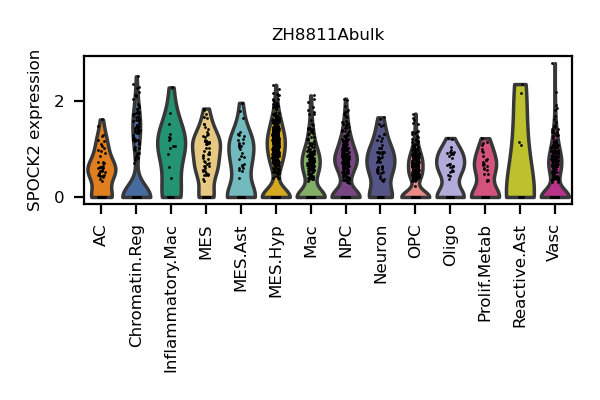 ZH8811Abulk
SPOCK2 expression
2
0
AC
Chromatin.Reg
Inflammatory.Mac
MES
MES.Ast
MES.Hyp
Mac
NPC
Neuron
OPC
Oligo
Prolif.Metab
Reactive.Ast
Vasc